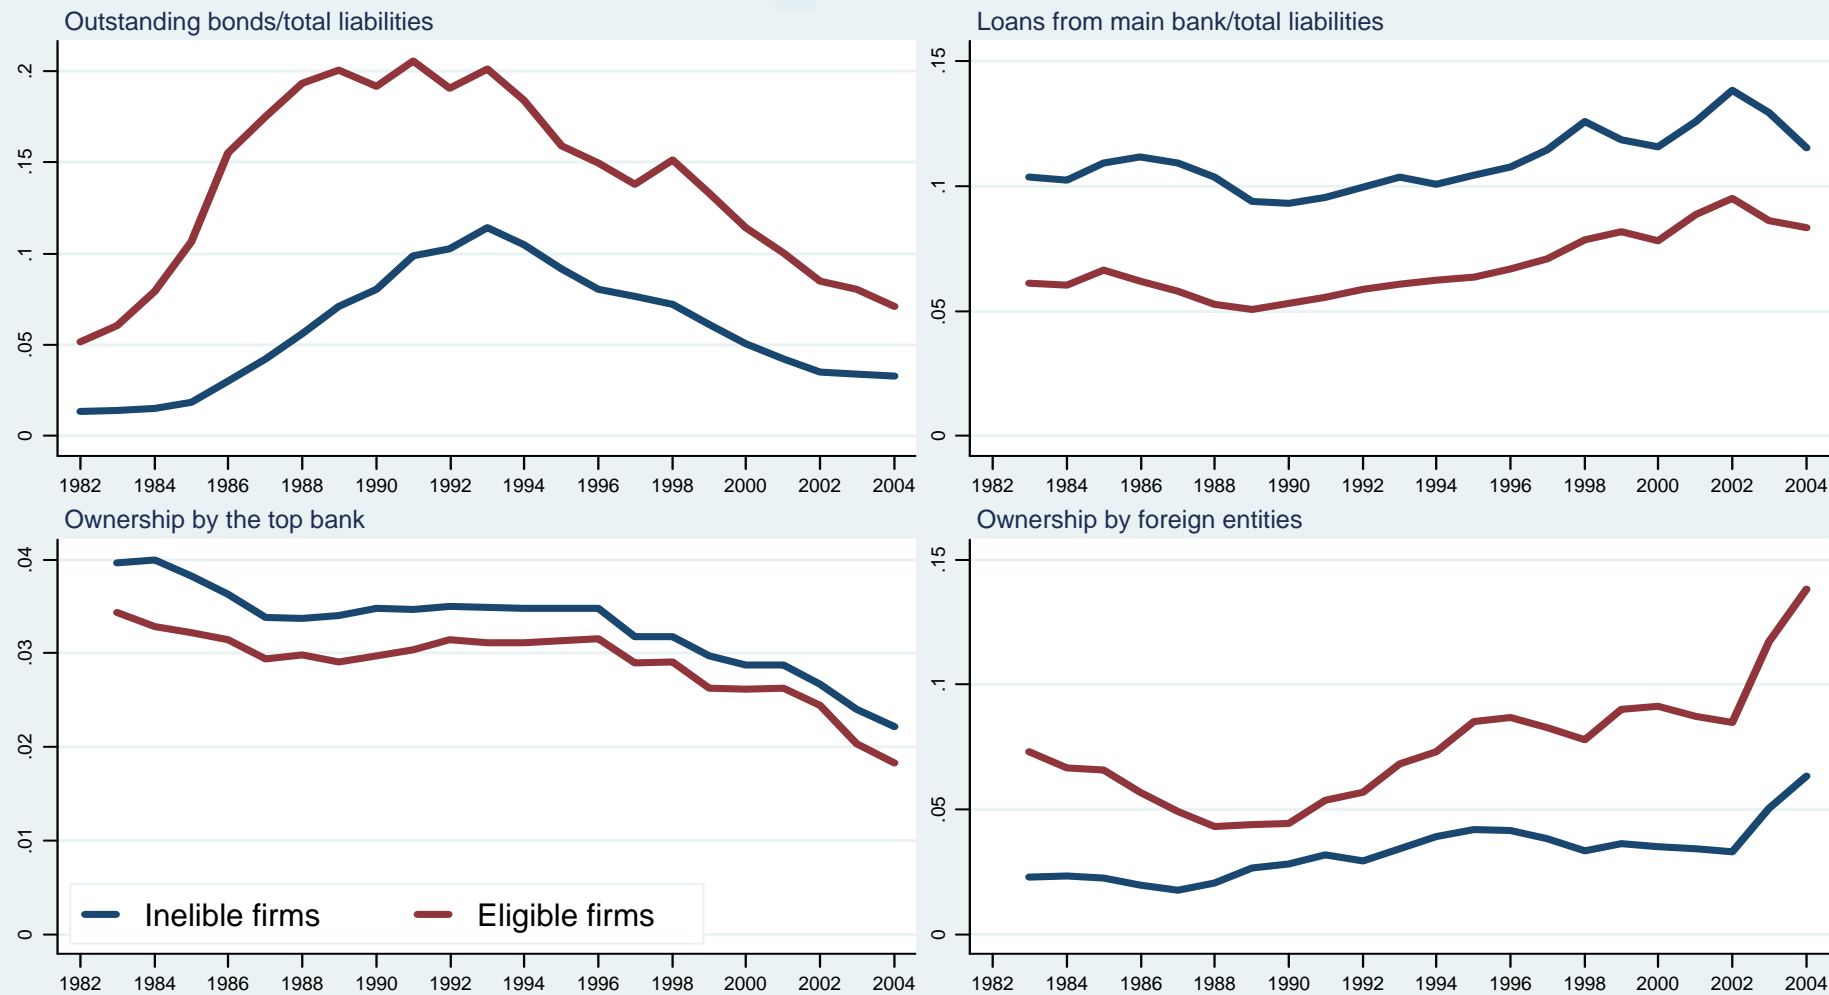 Outstanding bonds/total liabilities
.2
.15
.1
.05
0
1982 1984 1986 1988 1990 1992 1994 1996 1998 2000 2002 2004
Loans from main bank/total liabilities
.15
.1
.05
0
1982 1984 1986 1988 1990 1992 1994 1996 1998 2000 2002 2004
Ownership by the top bank
.04
.03
.02
.01
0
Inelible firms Eligible firms
1982 1984 1986 1988 1990 1992 1994 1996 1998 2000 2002 2004
Ownership by foreign entities
.15
.1
.05
0
1982 1984 1986 1988 1990 1992 1994 1996 1998 2000 2002 2004